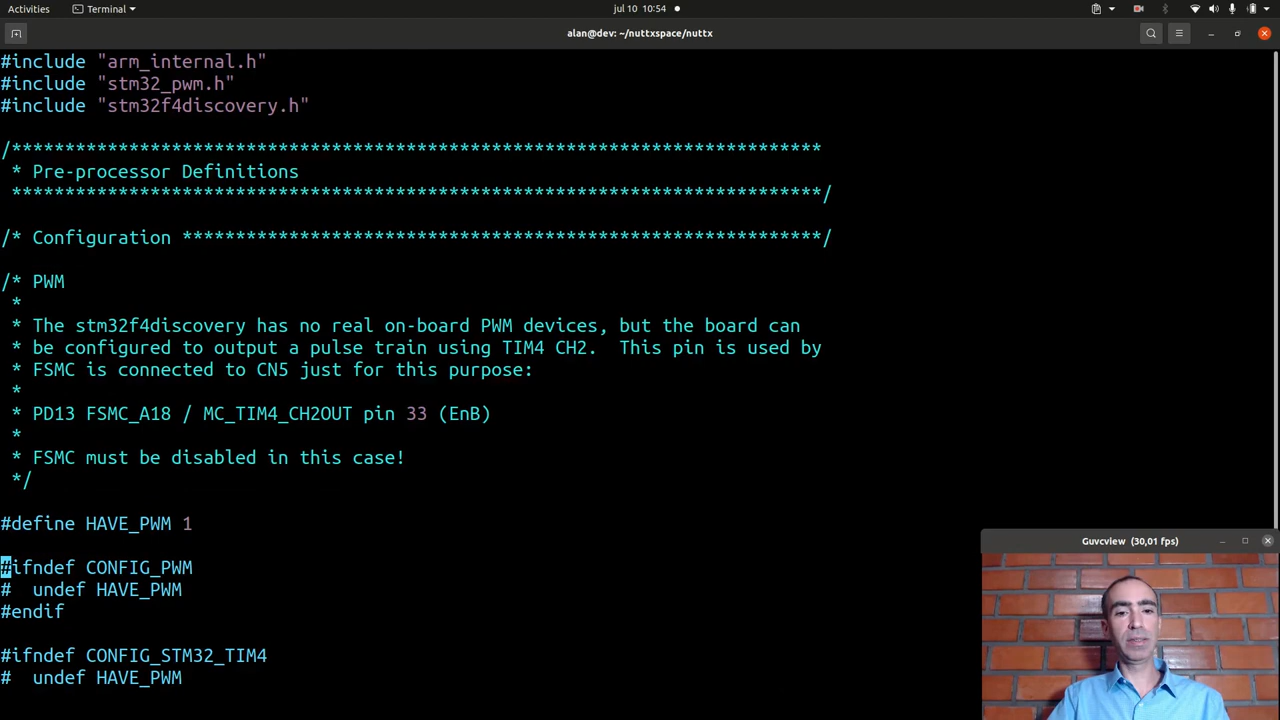 Activities
Terminal
jul 10 10:54
alan@dev: ~/nuttxspace/nuttx
#include "arm_internal.h"
#include "stm32_pwm.h"
#include "stm32f4discovery.h"
/****************************************************************************
 * Pre-processor Definitions
 ****************************************************************************/
/* Configuration ************************************************************/
/* PWM
 *
 * The stm32f4discovery has no real on-board PWM devices, but the board can
 * be configured to output a pulse train using TIM4 CH2.  This pin is used by
 * FSMC is connected to CN5 just for this purpose:
 *
 * PD13 FSMC_A18 / MC_TIM4_CH2OUT pin 33 (EnB)
 *
 * FSMC must be disabled in this case!
 */
#define HAVE_PWM 1
#ifndef CONFIG_PWM
#  undef HAVE_PWM
#endif
#ifndef CONFIG_STM32_TIM4
#  undef HAVE_PWM
Guvcview (30,01 fps)